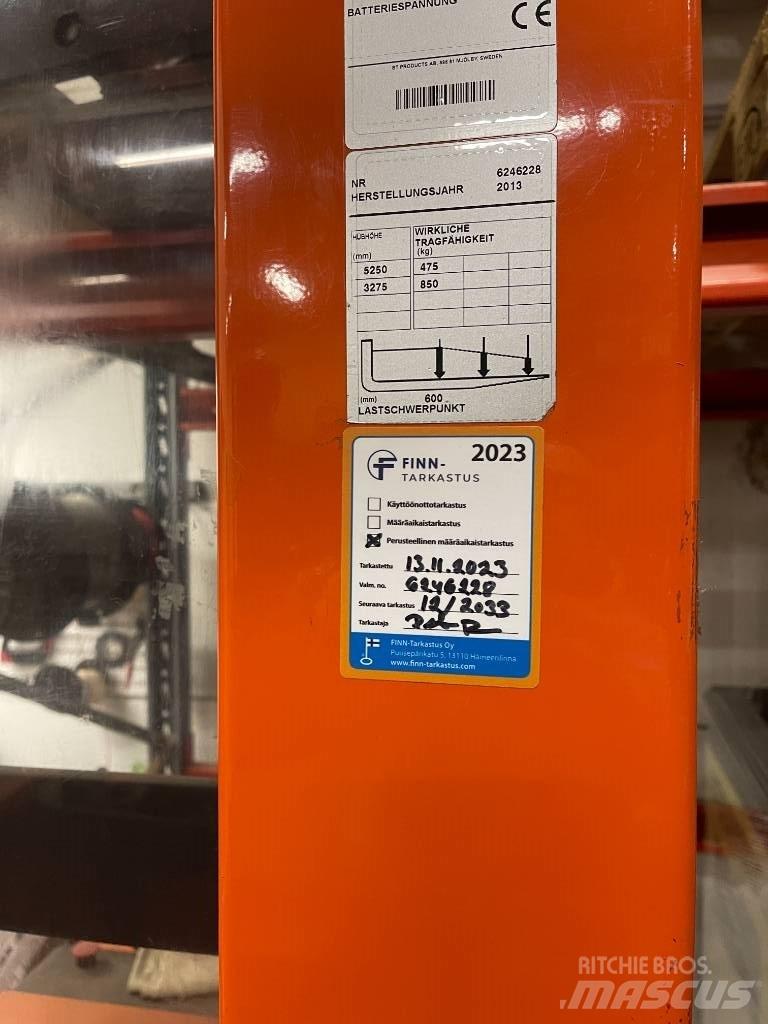 BATTERIESPANNUNG
CE
BT PRODUCTS AB, 595 81 MJÖLBY, SWEDEN
NR 6246228
HERSTELLUNGSJAHR 2013
HUBHÖHE
(mm)
WIRKLICHE
TRAGFÄHIGKEIT
(kg)
5250 475
3275 850
(mm) 600
LASTSCHWERPUNKT
2023
FINN-
TARKASTUS
Käyttöönottotarkastus
Määräaikaistarkastus
Perusteellinen määräaikaistarkastus
Tarkastettu 13.11.2023
Valm. no. 6246228
Seuraava tarkastus 12/2033
Tarkastaja
FINN-Tarkastus Oy
Puusepänkatu 5, 13110 Hämeenlinna
www.finn-tarkastus.com
RITCHIE BROS.
MASCUS